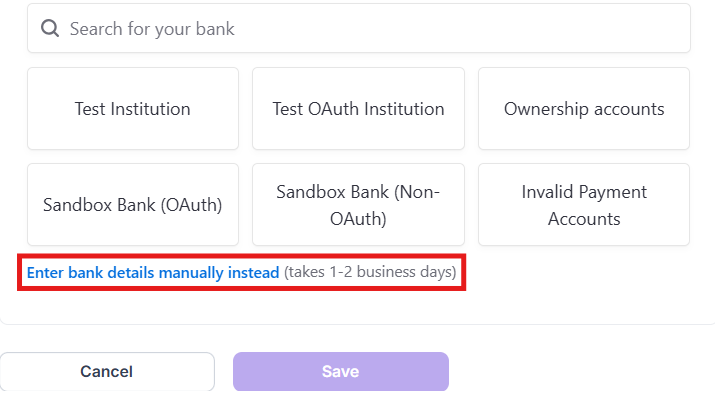 Search for your bank
Test Institution
Test OAuth Institution
Ownership accounts
Sandbox Bank (OAuth)
Sandbox Bank (Non-
OAuth)
Invalid Payment
Accounts
Enter bank details manually instead (takes 1-2 business days)
Cancel
Save